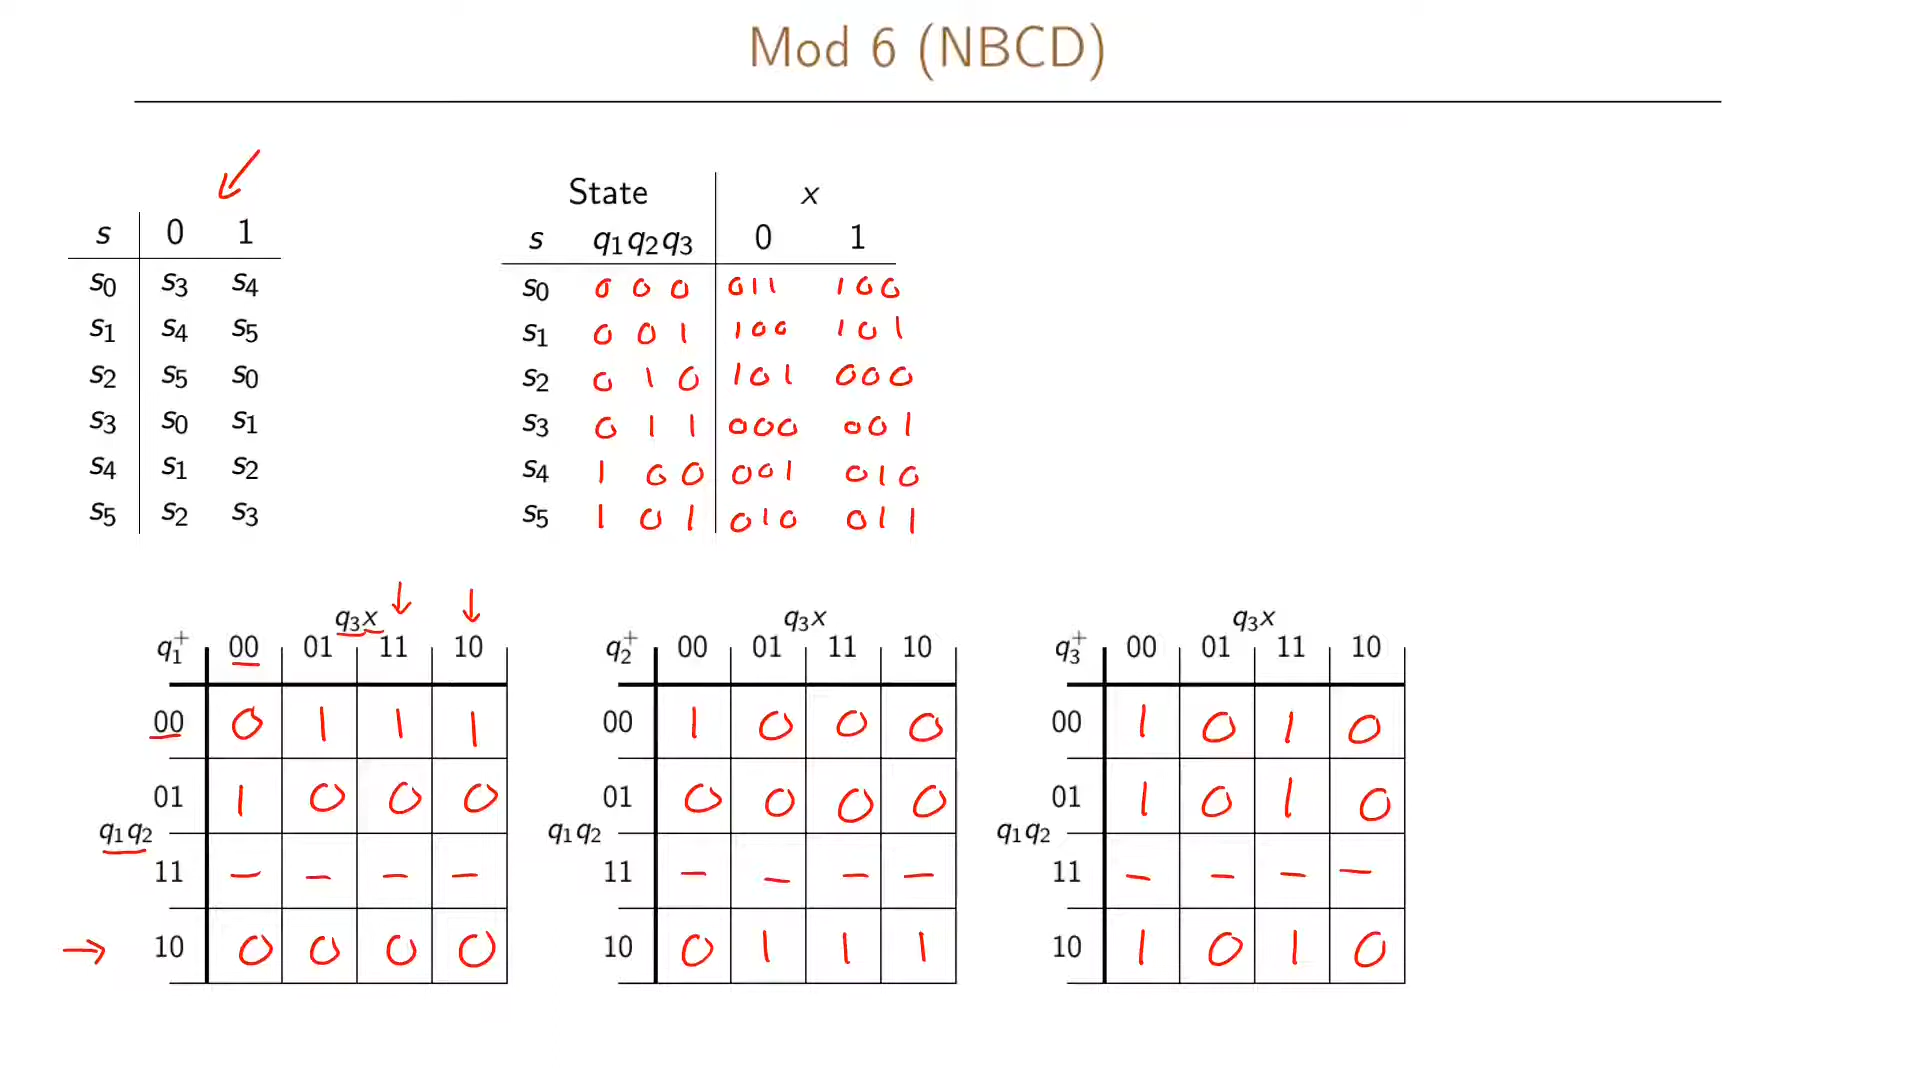 Mod 6 (NBCD)
s 0 1
s0 s3 s4
s1 s4 s5
s2 s5 s0
s3 s0 s1
s4 s1 s2
s5 s2 s3
State x
s q1q2q3 0 1
s0 0 0 0 011 100
s1 0 0 1 100 101
s2 0 1 0 101 000
s3 0 1 1 000 001
s4 1 0 0 001 010
s5 1 0 1 010 011
q3x
q1+ 00 01 11 10
00 0 1 1 1
01 1 0 0 0
q1q2
11 – – – –
10 0 0 0 0
q3x
q2+ 00 01 11 10
00 1 0 0 0
01 0 0 0 0
q1q2
11 – – – –
10 0 1 1 1
q3x
q3+ 00 01 11 10
00 1 0 1 0
01 1 0 1 0
q1q2
11 – – – –
10 1 0 1 0